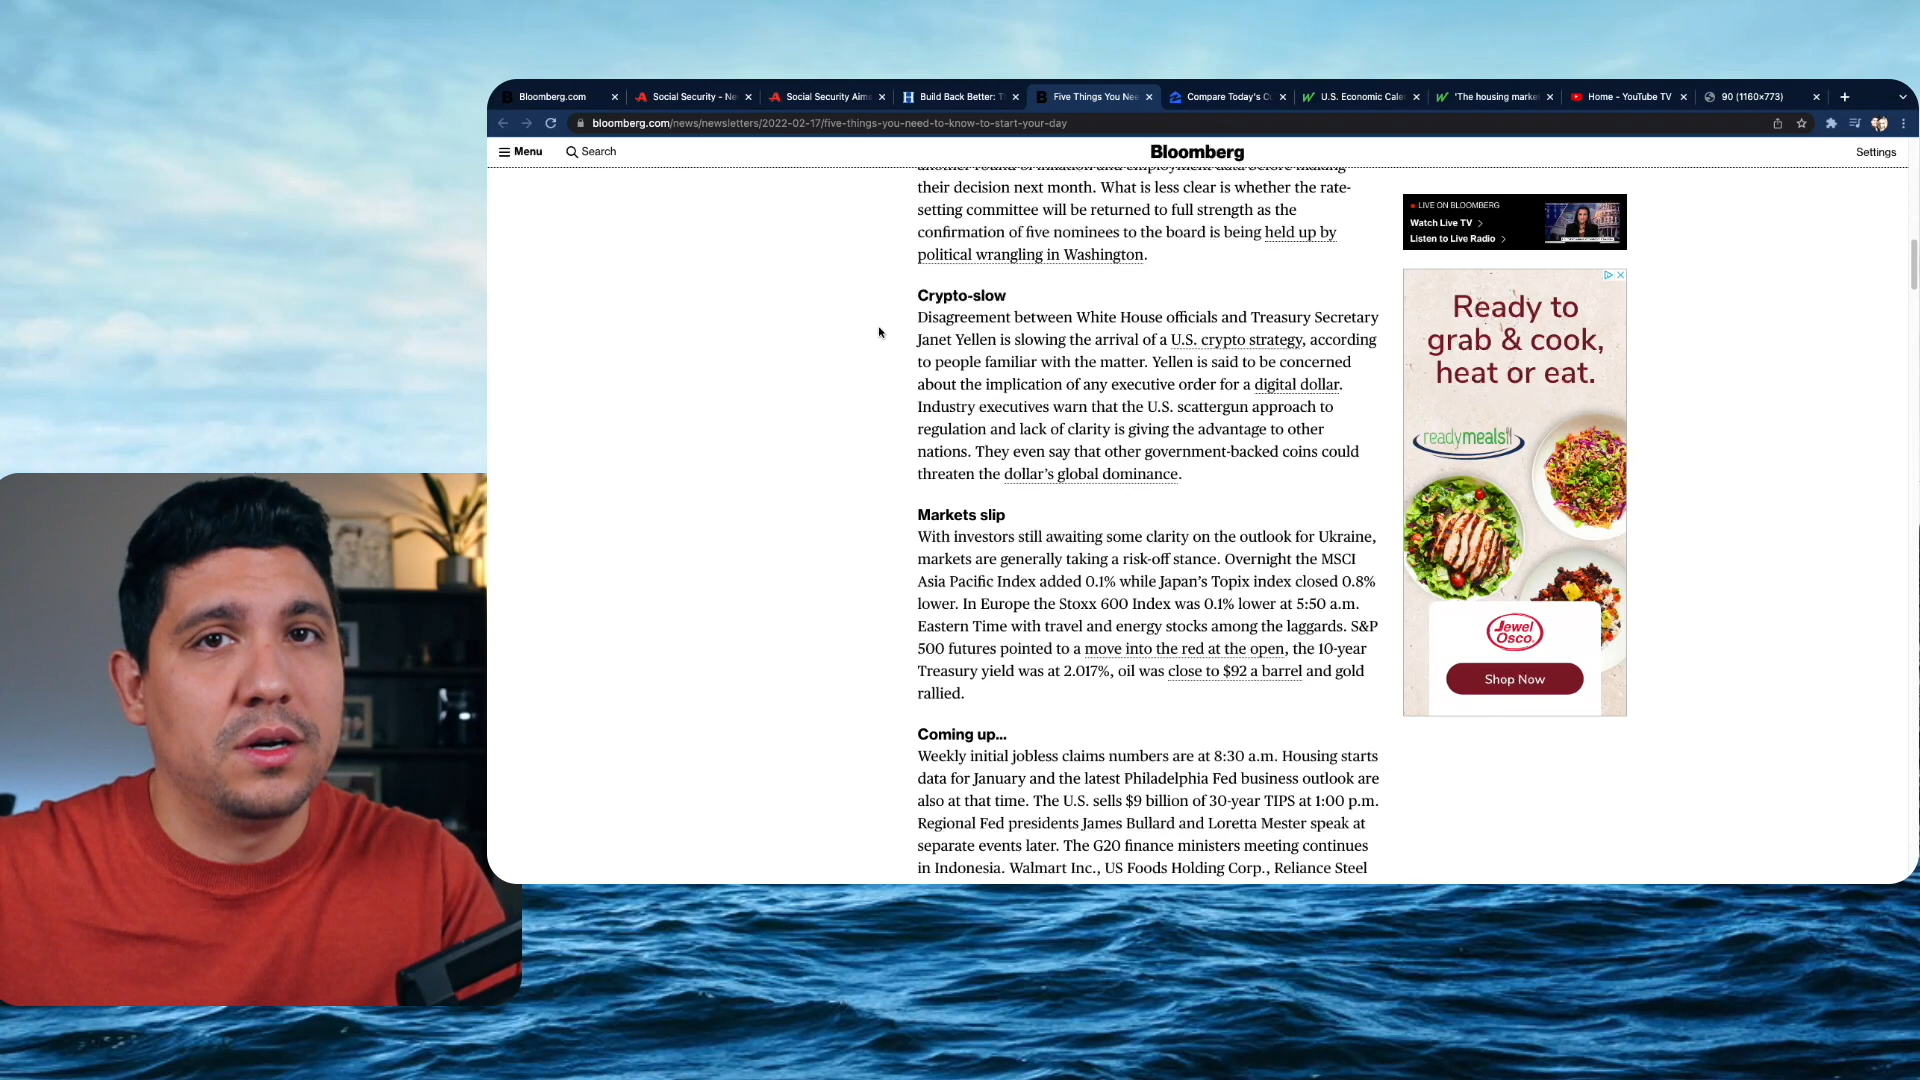 Bloomberg.com
Social Security - Ne
Social Security Aims
Build Back Better: T
Five Things You Nee
Compare Today's C
U.S. Economic Cale
'The housing marke
Home - YouTube TV
90 (1160×773)
bloomberg.com/news/newsletters/2022-02-17/five-things-you-need-to-know-to-start-your-day
Menu
Search
Bloomberg
Settings
another round of inflation and employment data before making
their decision next month. What is less clear is whether the rate-
setting committee will be returned to full strength as the
confirmation of five nominees to the board is being held up by
political wrangling in Washington.
Crypto-slow
Disagreement between White House officials and Treasury Secretary
Janet Yellen is slowing the arrival of a U.S. crypto strategy, according
to people familiar with the matter. Yellen is said to be concerned
about the implication of any executive order for a digital dollar.
Industry executives warn that the U.S. scattergun approach to
regulation and lack of clarity is giving the advantage to other
nations. They even say that other government-backed coins could
threaten the dollar's global dominance.
Markets slip
With investors still awaiting some clarity on the outlook for Ukraine,
markets are generally taking a risk-off stance. Overnight the MSCI
Asia Pacific Index added 0.1% while Japan's Topix index closed 0.8%
lower. In Europe the Stoxx 600 Index was 0.1% lower at 5:50 a.m.
Eastern Time with travel and energy stocks among the laggards. S&P
500 futures pointed to a move into the red at the open, the 10-year
Treasury yield was at 2.017%, oil was close to $92 a barrel and gold
rallied.
Coming up...
Weekly initial jobless claims numbers are at 8:30 a.m. Housing starts
data for January and the latest Philadelphia Fed business outlook are
also at that time. The U.S. sells $9 billion of 30-year TIPS at 1:00 p.m.
Regional Fed presidents James Bullard and Loretta Mester speak at
separate events later. The G20 finance ministers meeting continues
in Indonesia. Walmart Inc., US Foods Holding Corp., Reliance Steel
LIVE ON BLOOMBERG
Watch Live TV
Listen to Live Radio
Ready to
grab & cook,
heat or eat.
readymeals
Jewel
Osco
Shop Now